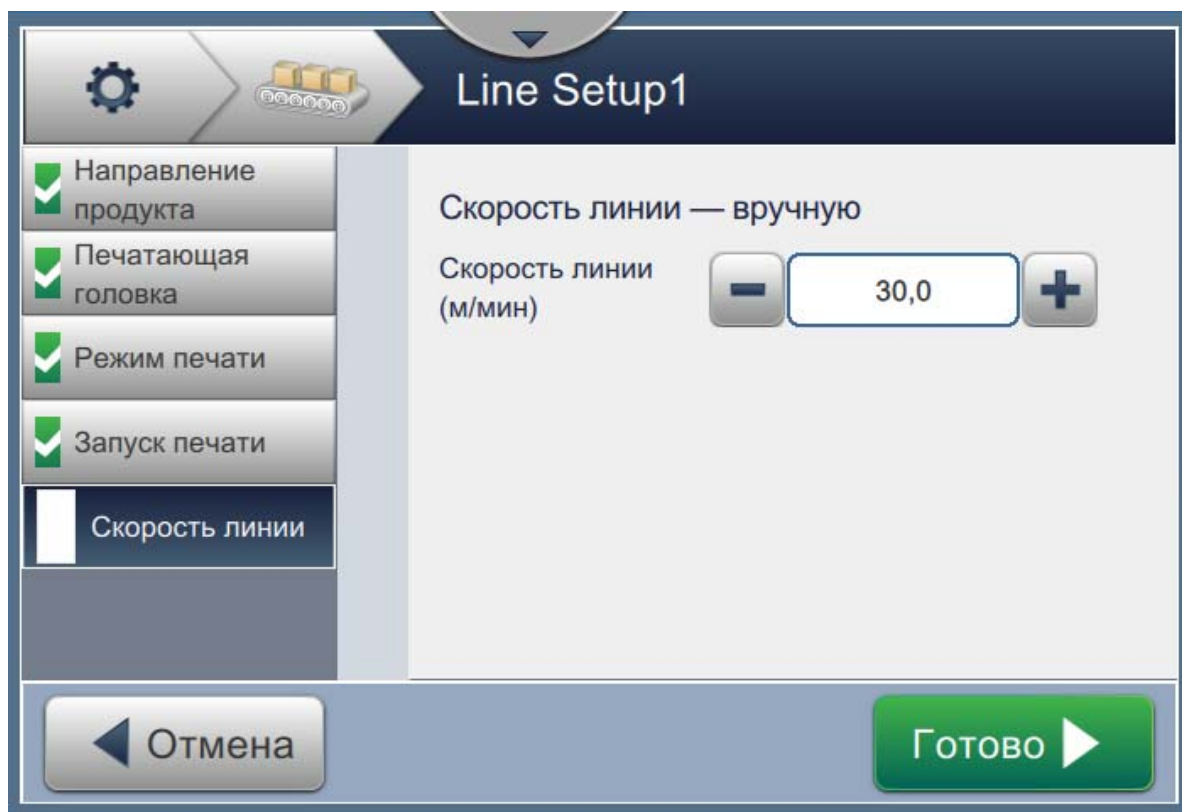 Line Setup1
Направление
продукта
Печатающая
головка
Режим печати
Запуск печати
Скорость линии
Скорость линии — вручную
Скорость линии
(м/мин)
30,0
Отмена
Готово